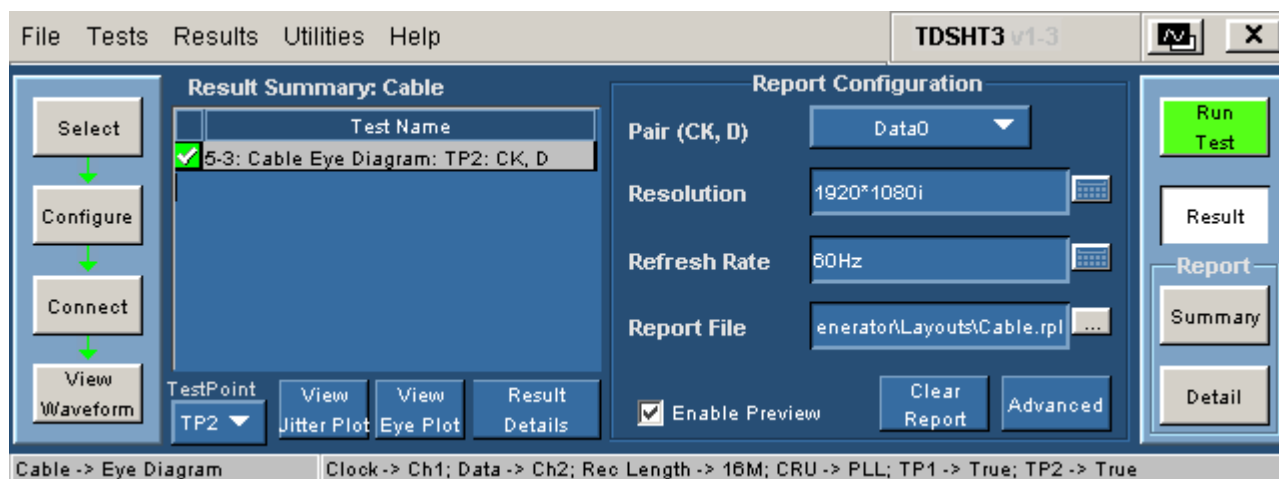 File Tests Results Utilities Help
TDSHT3 v1-3
X
Select
Configure
Connect
View
Waveform
Result Summary: Cable
Test Name
5-3: Cable Eye Diagram: TP2: CK, D
TestPoint
TP2
View
Jitter Plot
View
Eye Plot
Result
Details
Report Configuration
Pair (CK, D)
Data0
Resolution
1920*1080i
Refresh Rate
60Hz
Report File
enerator\Layouts\Cable.rpl
...
Enable Preview
Clear
Report
Advanced
Run
Test
Result
Report
Summary
Detail
Cable -> Eye Diagram
Clock -> Ch1; Data -> Ch2; Rec Length -> 16M; CRU -> PLL; TP1 -> True; TP2 -> True